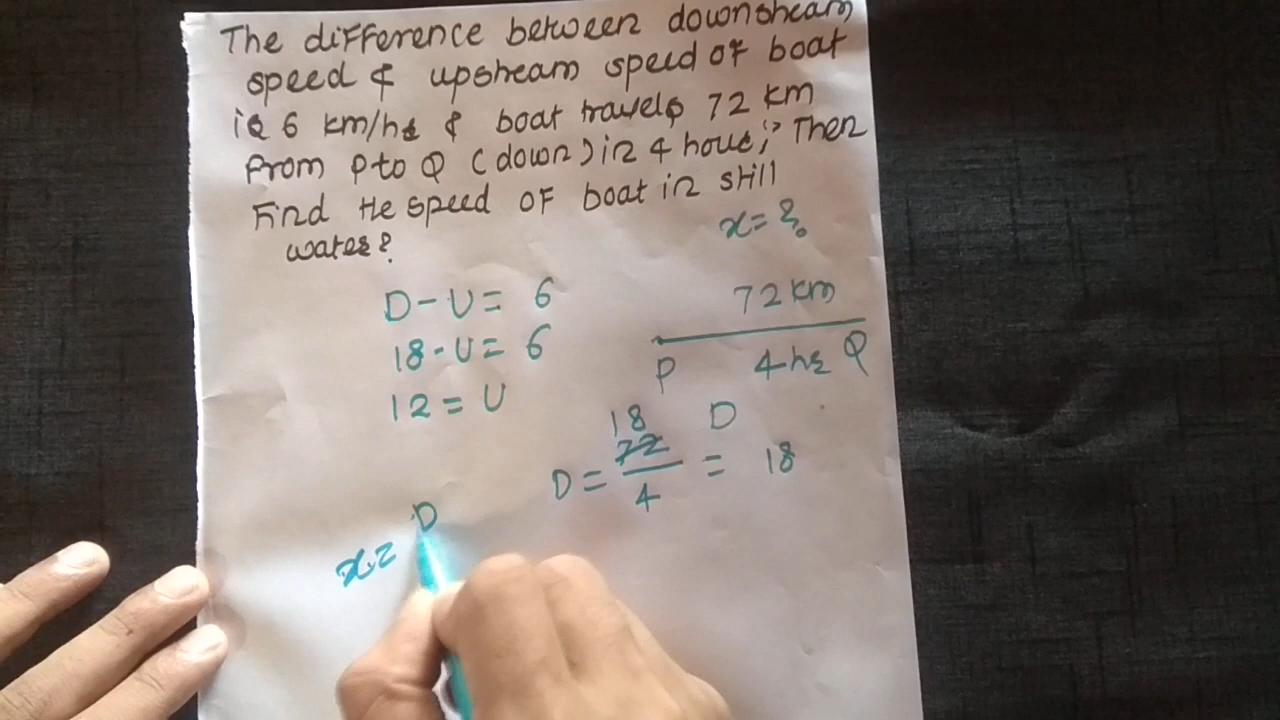 The difference between downstream
speed & upstream speed of boat
is 6 km/hr & boat travels 72 km
from P to Q (down) in 4 hour; Then
Find the speed of boat in still
water?
x = ?
D - U = 6
18 - U = 6
12 = U
72 km
P 4 hr Q
D
18
D = 72/4 = 18
x = D